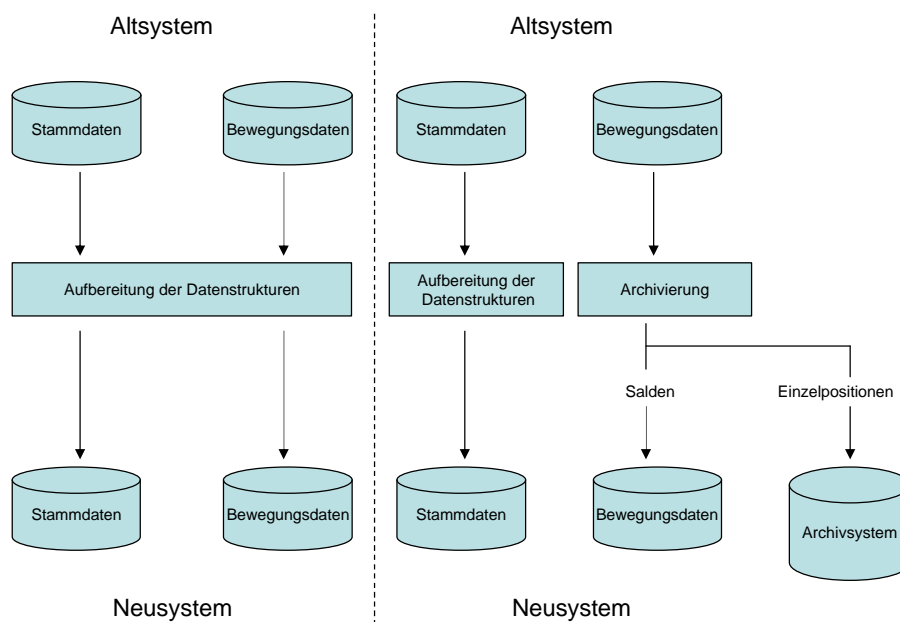 Altsystem
Altsystem
Stammdaten
Bewegungsdaten
Stammdaten
Bewegungsdaten
Aufbereitung der Datenstrukturen
Aufbereitung der
Datenstrukturen
Archivierung
Salden
Einzelpositionen
Stammdaten
Bewegungsdaten
Stammdaten
Bewegungsdaten
Archivsystem
Neusystem
Neusystem